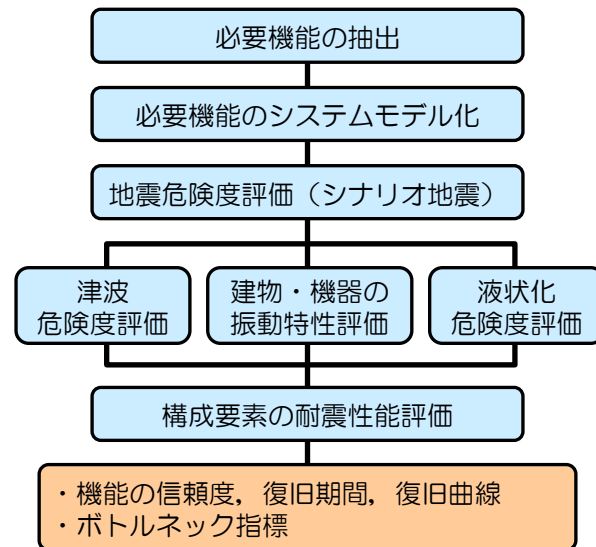 必要機能の抽出
必要機能のシステムモデル化
地震危険度評価（シナリオ地震）
津波
危険度評価
建物・機器の
振動特性評価
液状化
危険度評価
構成要素の耐震性能評価
・機能の信頼度，復旧期間，復旧曲線
・ボトルネック指標